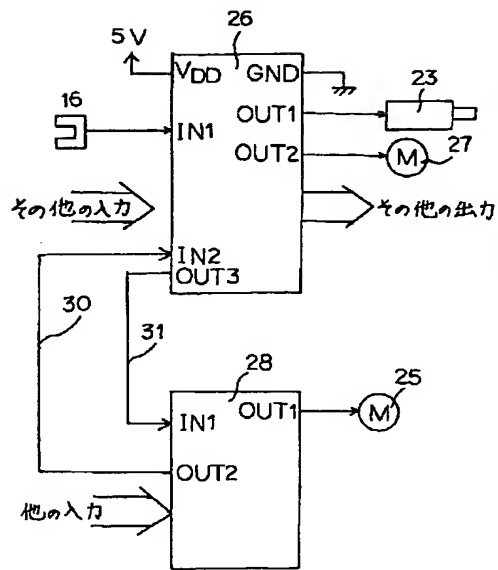 5V
26
VDD
GND
23
16
OUT1
IN1
OUT2
M
27
その他の入力
その他の出力
IN2
OUT3
30
31
28
25
OUT1
M
IN1
OUT2
他の入力